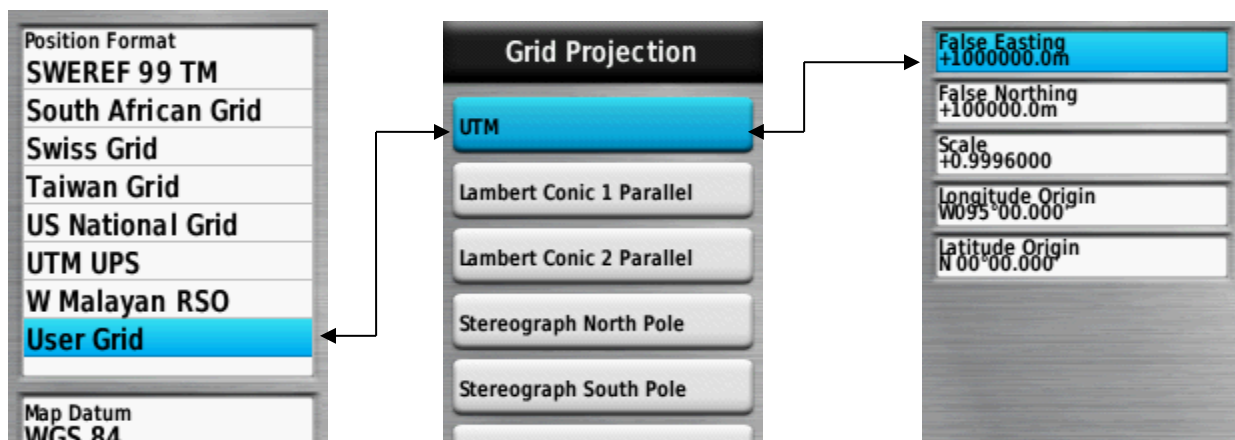 Position Format
SWEREF 99 TM
South African Grid
Swiss Grid
Taiwan Grid
US National Grid
UTM UPS
W Malayan RSO
User Grid
Map Datum
WGS 84
Grid Projection
UTM
Lambert Conic 1 Parallel
Lambert Conic 2 Parallel
Stereograph North Pole
Stereograph South Pole
False Easting
+1000000.0m
False Northing
+100000.0m
Scale
+0.9996000
Longitude Origin
W095°00.000'
Latitude Origin
N 00°00.000'